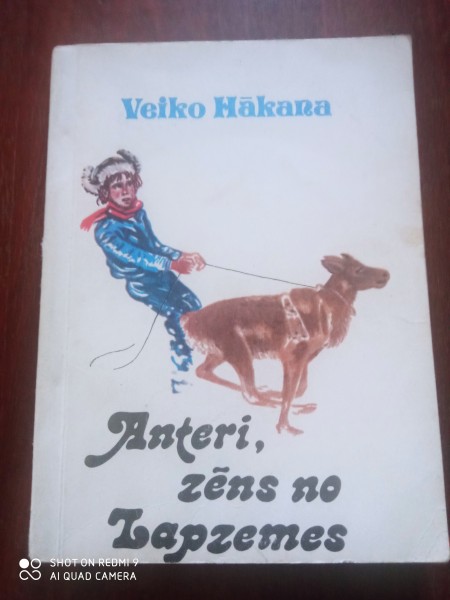 Veiko Hākana
Anteri,
zēns no
Lapzemes
SHOT ON REDMI 9
AI QUAD CAMERA